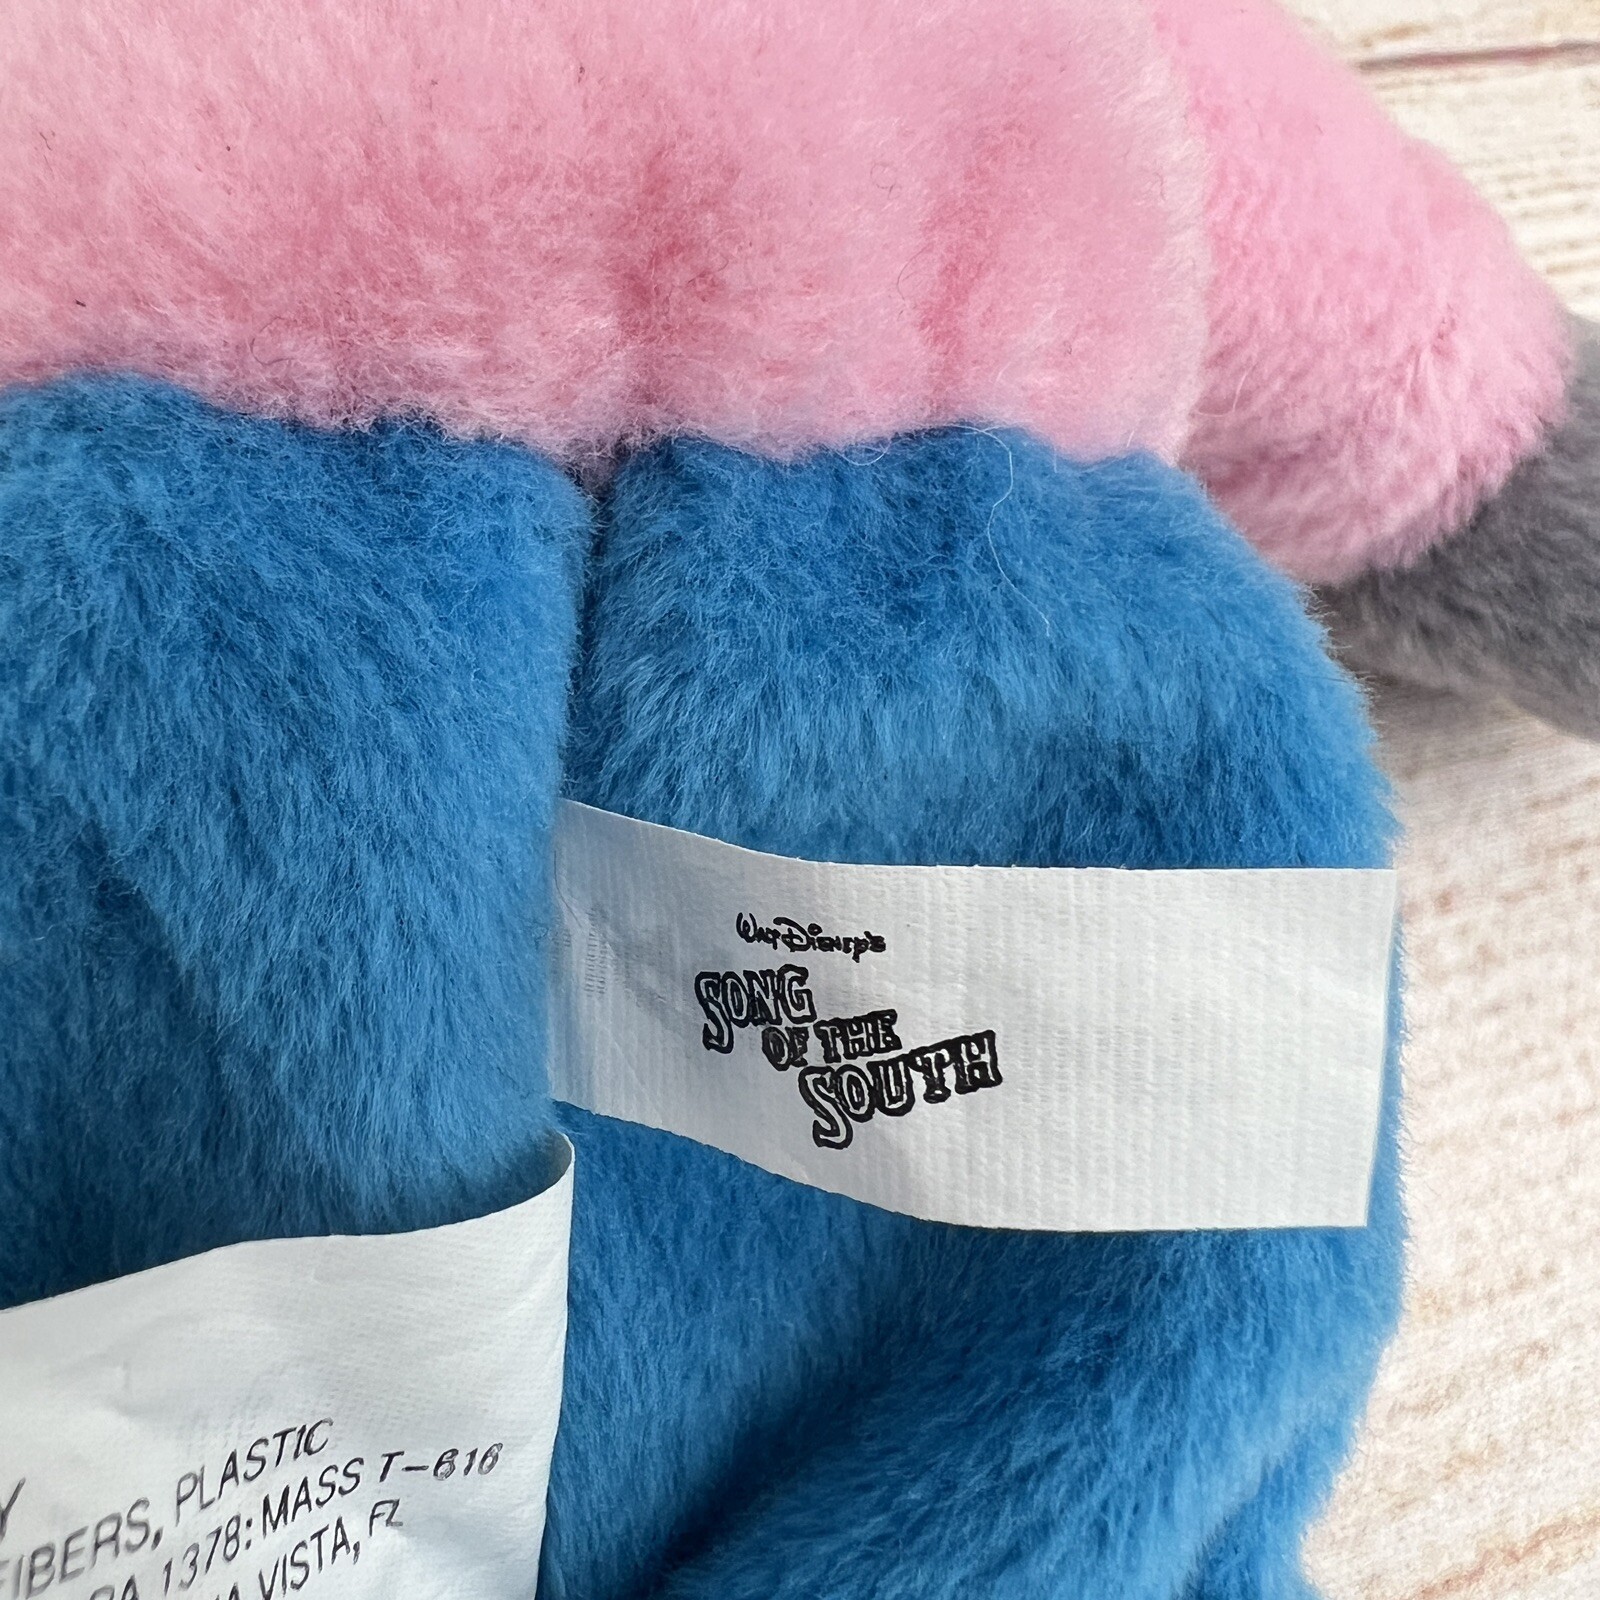 Walt Disney's
SONG
OF THE
SOUTH
Y
FIBERS, PLASTIC
PA 1378: MASS T-616
VISTA, FL